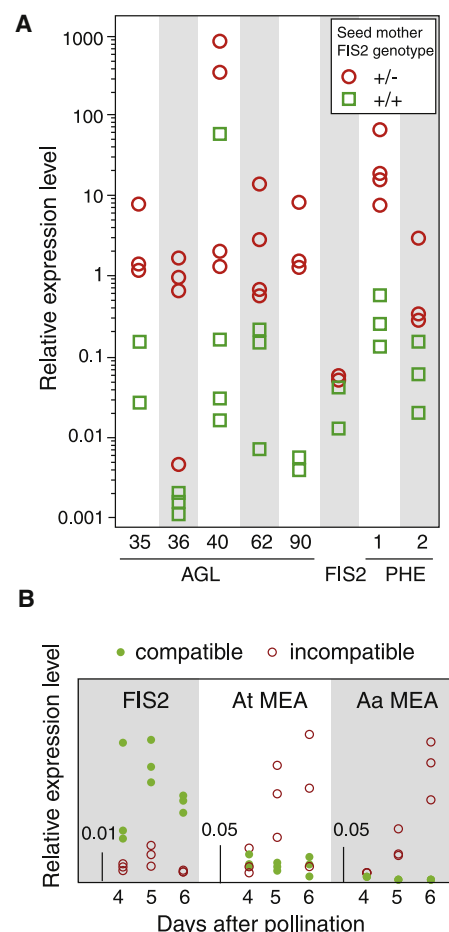 A
Seed mother
FIS2 genotype
+/-
+/+
Relative expression level
1000
100
10
1
0.1
0.01
0.001
35 36 40 62 90 1 2
AGL FIS2 PHE
B
compatible incompatible
Relative expression level
FIS2 At MEA Aa MEA
0.01 0.05 0.05
4 5 6 4 5 6 4 5 6
Days after pollination